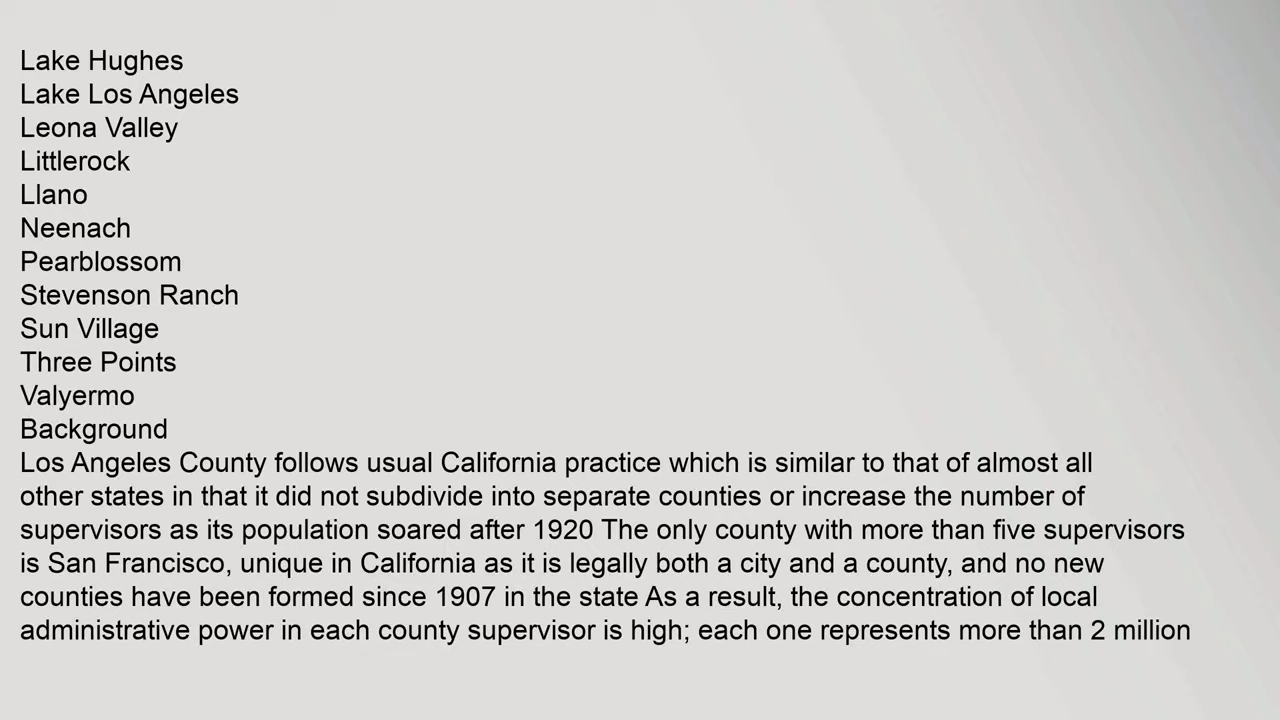 Lake Hughes
Lake Los Angeles
Leona Valley
Littlerock
Llano
Neenach
Pearblossom
Stevenson Ranch
Sun Village
Three Points
Valyermo
Background
Los Angeles County follows usual California practice which is similar to that of almost all
other states in that it did not subdivide into separate counties or increase the number of
supervisors as its population soared after 1920 The only county with more than five supervisors
is San Francisco, unique in California as it is legally both a city and a county, and no new
counties have been formed since 1907 in the state As a result, the concentration of local
administrative power in each county supervisor is high; each one represents more than 2 million